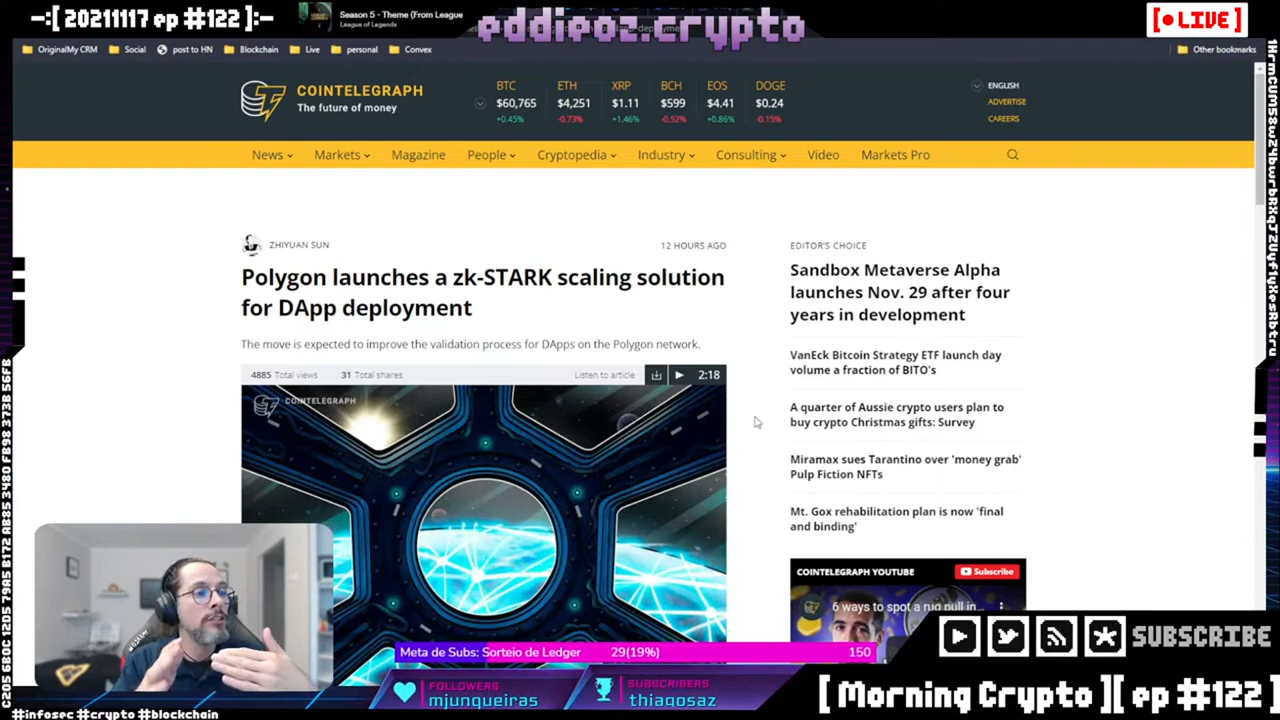 -:[ 20211117 ep #122 ]:-
Season 5 - Theme (From League
League of Legends
eddieoz.crypto
[● LIVE]
OriginalMy CRM
Social
post to HN
Blockchain
Live
personal
Convex
Other bookmarks
COINTELEGRAPH
The future of money
BTC ETH XRP BCH EOS DOGE
$60,765 $4,251 $1.11 $599 $4.41 $0.24
+0.45% -0.73% +1.46% -0.52% +0.86% -0.15%
ENGLISH
ADVERTISE
CAREERS
News Markets Magazine People Cryptopedia Industry Consulting Video Markets Pro
ZHIYUAN SUN
12 HOURS AGO
Polygon launches a zk-STARK scaling solution
for DApp deployment
The move is expected to improve the validation process for DApps on the Polygon network.
4885 Total views 31 Total shares Listen to article 2:18
COINTELEGRAPH
EDITOR'S CHOICE
Sandbox Metaverse Alpha
launches Nov. 29 after four
years in development
VanEck Bitcoin Strategy ETF launch day
volume a fraction of BITO's
A quarter of Aussie crypto users plan to
buy crypto Christmas gifts: Survey
Miramax sues Tarantino over 'money grab'
Pulp Fiction NFTs
Mt. Gox rehabilitation plan is now 'final
and binding'
COINTELEGRAPH YOUTUBE
Subscribe
6 ways to spot a rug pull in...
Meta de Subs: Sorteio de Ledger 29(19%) 150
FOLLOWERS
mjunqueiras
SUBSCRIBERS
thiagosaz
SUBSCRIBE
[ Morning Crypto ][ ep #122 ]
#infosec #crypto #blockchain